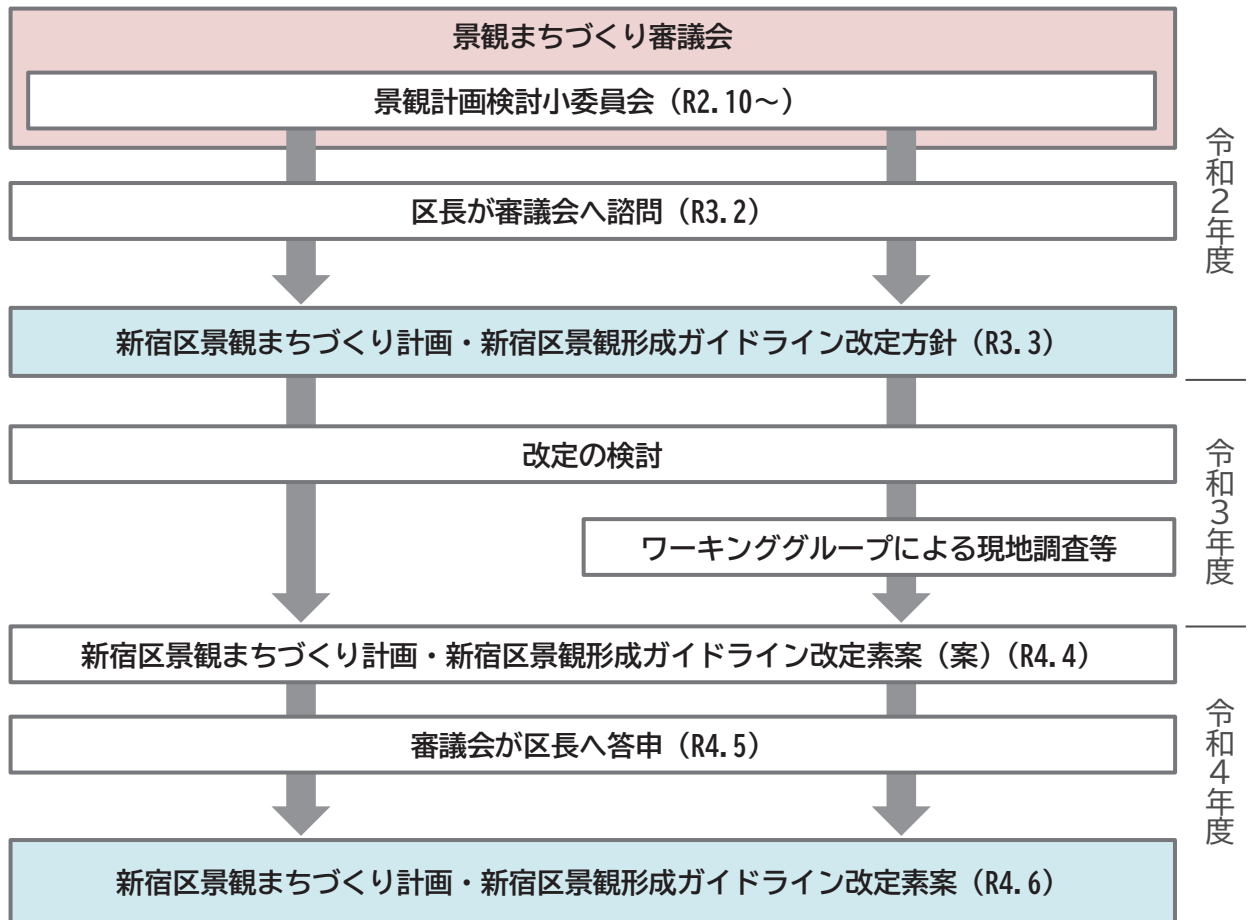 景観まちづくり審議会
景観計画検討小委員会（R2.10～）
区長が審議会へ諮問（R3.2）
新宿区景観まちづくり計画・新宿区景観形成ガイドライン改定方針（R3.3）
令和２年度
改定の検討
ワーキンググループによる現地調査等
令和３年度
新宿区景観まちづくり計画・新宿区景観形成ガイドライン改定素案（案）（R4.4）
審議会が区長へ答申（R4.5）
新宿区景観まちづくり計画・新宿区景観形成ガイドライン改定素案（R4.6）
令和４年度